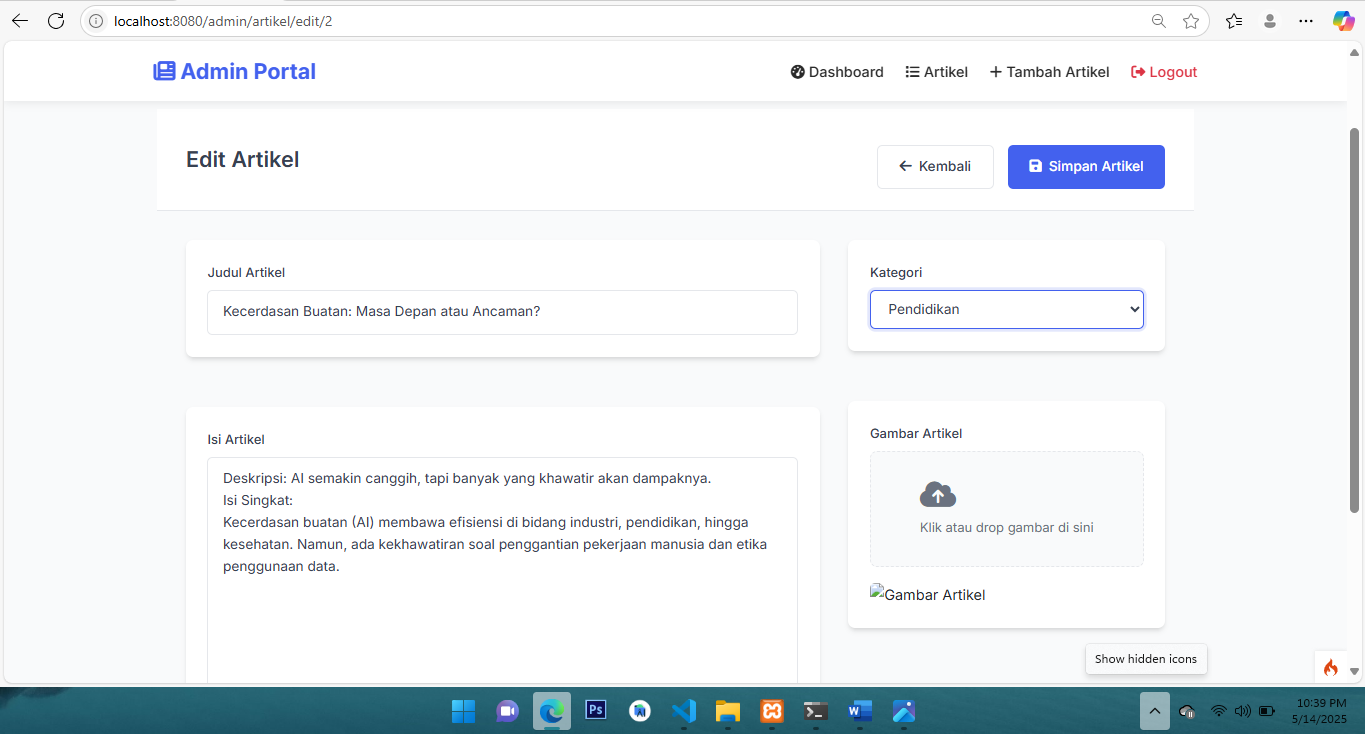 localhost:8080/admin/artikel/edit/2
Admin Portal
Dashboard
Artikel
Tambah Artikel
Logout
Edit Artikel
Kembali
Simpan Artikel
Judul Artikel
Kecerdasan Buatan: Masa Depan atau Ancaman?
Kategori
Pendidikan
Isi Artikel
Deskripsi: AI semakin canggih, tapi banyak yang khawatir akan dampaknya.
Isi Singkat:
Kecerdasan buatan (AI) membawa efisiensi di bidang industri, pendidikan, hingga
kesehatan. Namun, ada kekhawatiran soal penggantian pekerjaan manusia dan etika
penggunaan data.
Gambar Artikel
Klik atau drop gambar di sini
Gambar Artikel
Show hidden icons
Ps
W
10:39 PM
5/14/2025